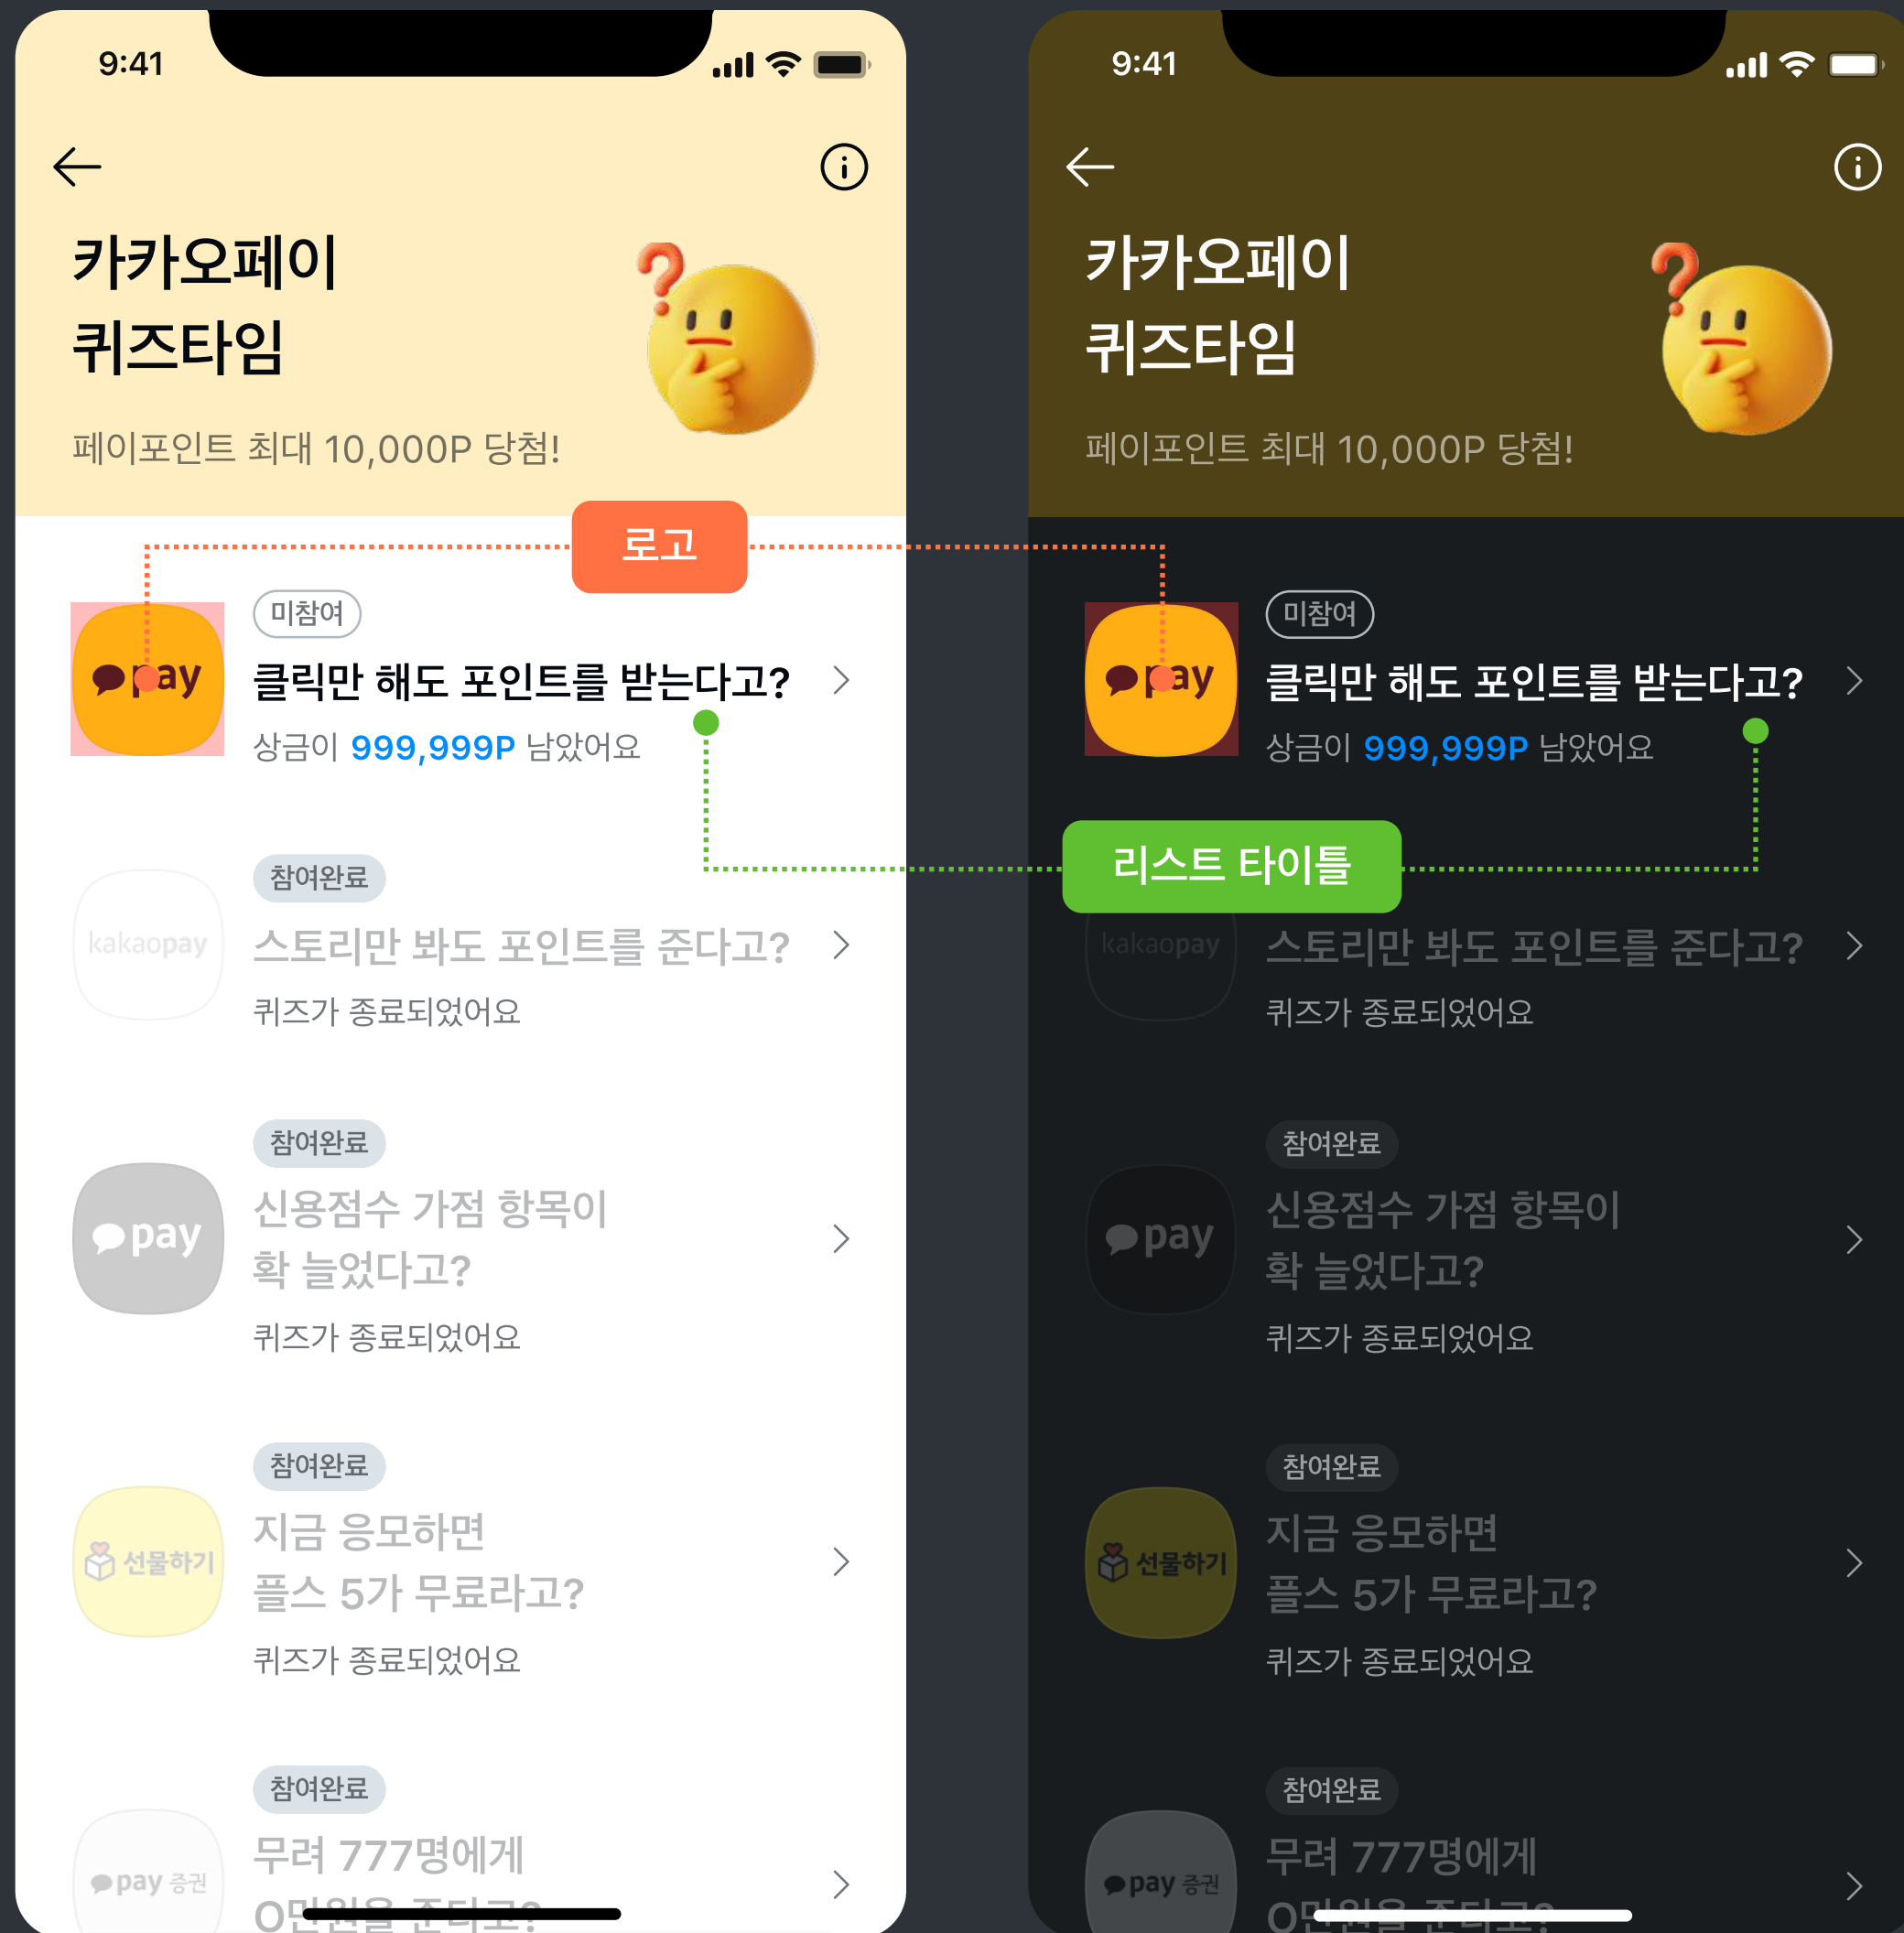 9:41
카카오페이
퀴즈타임
페이포인트 최대 10,000P 당첨!
로고
미참여
pay
클릭만 해도 포인트를 받는다고?
상금이 999,999P 남았어요
참여완료
kakaopay
스토리만 봐도 포인트를 준다고?
퀴즈가 종료되었어요
참여완료
pay
신용점수 가점 항목이
확 늘었다고?
퀴즈가 종료되었어요
참여완료
선물하기
지금 응모하면
플스 5가 무료라고?
퀴즈가 종료되었어요
참여완료
pay 증권
무려 777명에게
0만원을 준다고?
9:41
카카오페이
퀴즈타임
페이포인트 최대 10,000P 당첨!
미참여
pay
클릭만 해도 포인트를 받는다고?
상금이 999,999P 남았어요
리스트 타이틀
kakaopay
스토리만 봐도 포인트를 준다고?
퀴즈가 종료되었어요
참여완료
pay
신용점수 가점 항목이
확 늘었다고?
퀴즈가 종료되었어요
참여완료
선물하기
지금 응모하면
플스 5가 무료라고?
퀴즈가 종료되었어요
참여완료
pay 증권
무려 777명에게
0만원을 준다고?